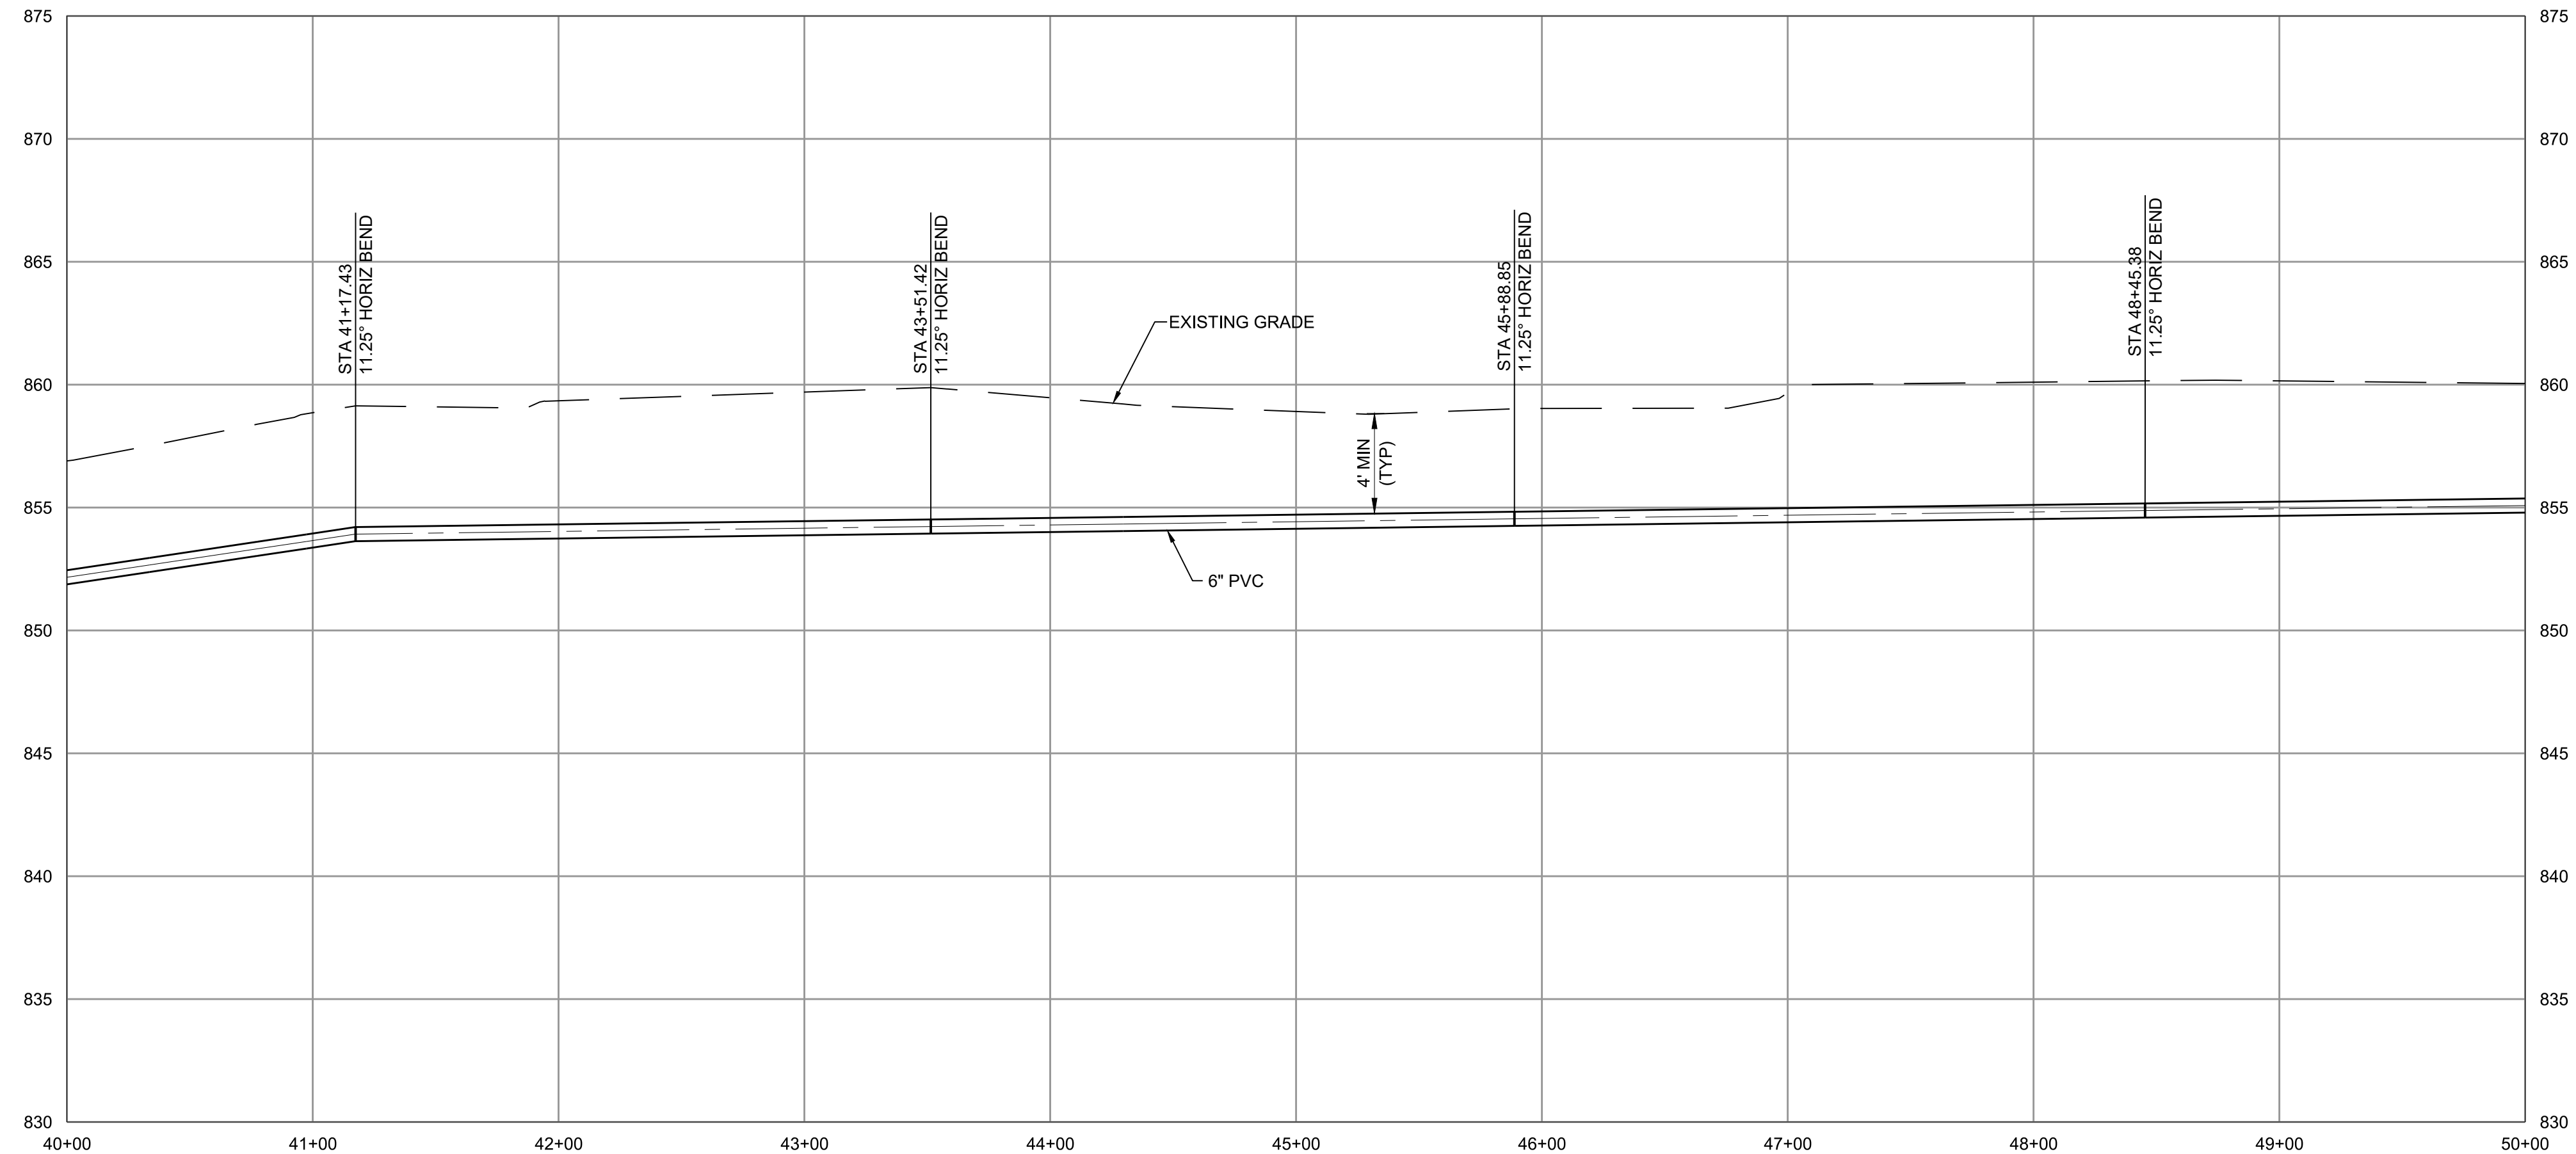 875
875
870
870
865
865
860
860
855
855
850
850
845
845
840
840
835
835
830
830
STA 41+17.43
11.25° HORIZ BEND
STA 43+51.42
11.25° HORIZ BEND
EXISTING GRADE
4' MIN
(TYP)
STA 45+88.85
11.25° HORIZ BEND
STA 48+45.38
11.25° HORIZ BEND
6" PVC
40+00
41+00
42+00
43+00
44+00
45+00
46+00
47+00
48+00
49+00
50+00